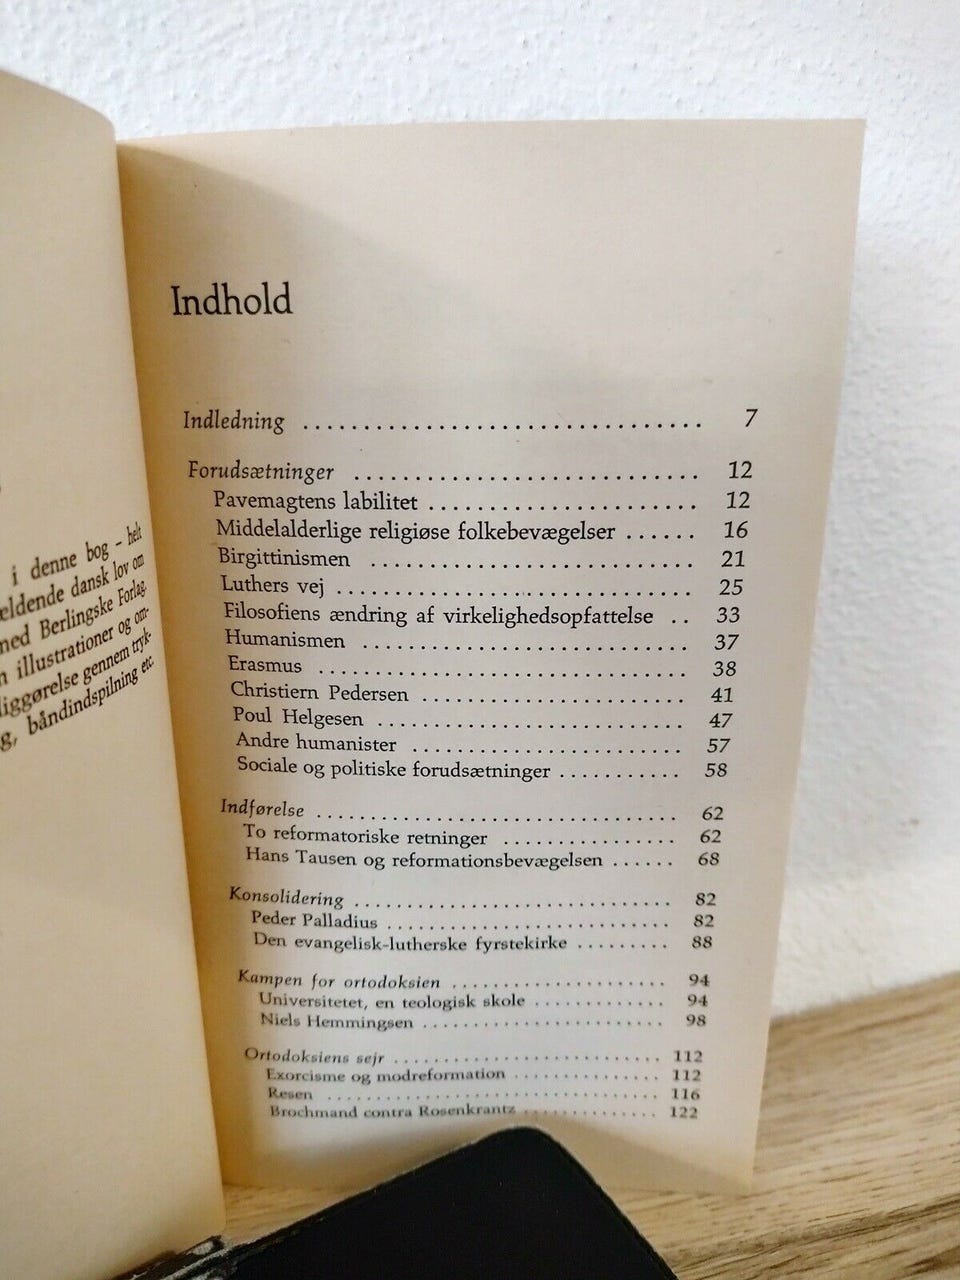 i denne bog – helt
ældende dansk lov om
med Berlingske Forlag.
n illustrationer og om-
liggørelse gennem tryk-
g, båndindspilning etc.
Indhold
Indledning ................................. 7
Forudsætninger ............................ 12
Pavemagtens labilitet ....................... 12
Middelalderlige religiøse folkebevægelser ...... 16
Birgittinismen ............................ 21
Luthers vej ............................... 25
Filosofiens ændring af virkelighedsopfattelse .. 33
Humanismen ............................. 37
Erasmus ................................ 38
Christiern Pedersen ........................ 41
Poul Helgesen ............................ 47
Andre humanister ......................... 57
Sociale og politiske forudsætninger ........... 58
Indførelse .................................. 62
To reformatoriske retninger ................ 62
Hans Tausen og reformationsbevægelsen ...... 68
Konsolidering .............................. 82
Peder Palladius ........................... 82
Den evangelisk-lutherske fyrstekirke ......... 88
Kampen for ortodoksien ..................... 94
Universitetet, en teologisk skole ............. 94
Niels Hemmingsen ........................ 98
Ortodoksiens sejr ........................... 112
Exorcisme og modreformation ............... 112
Resen ................................... 116
Brochmand contra Rosenkrantz .............. 122